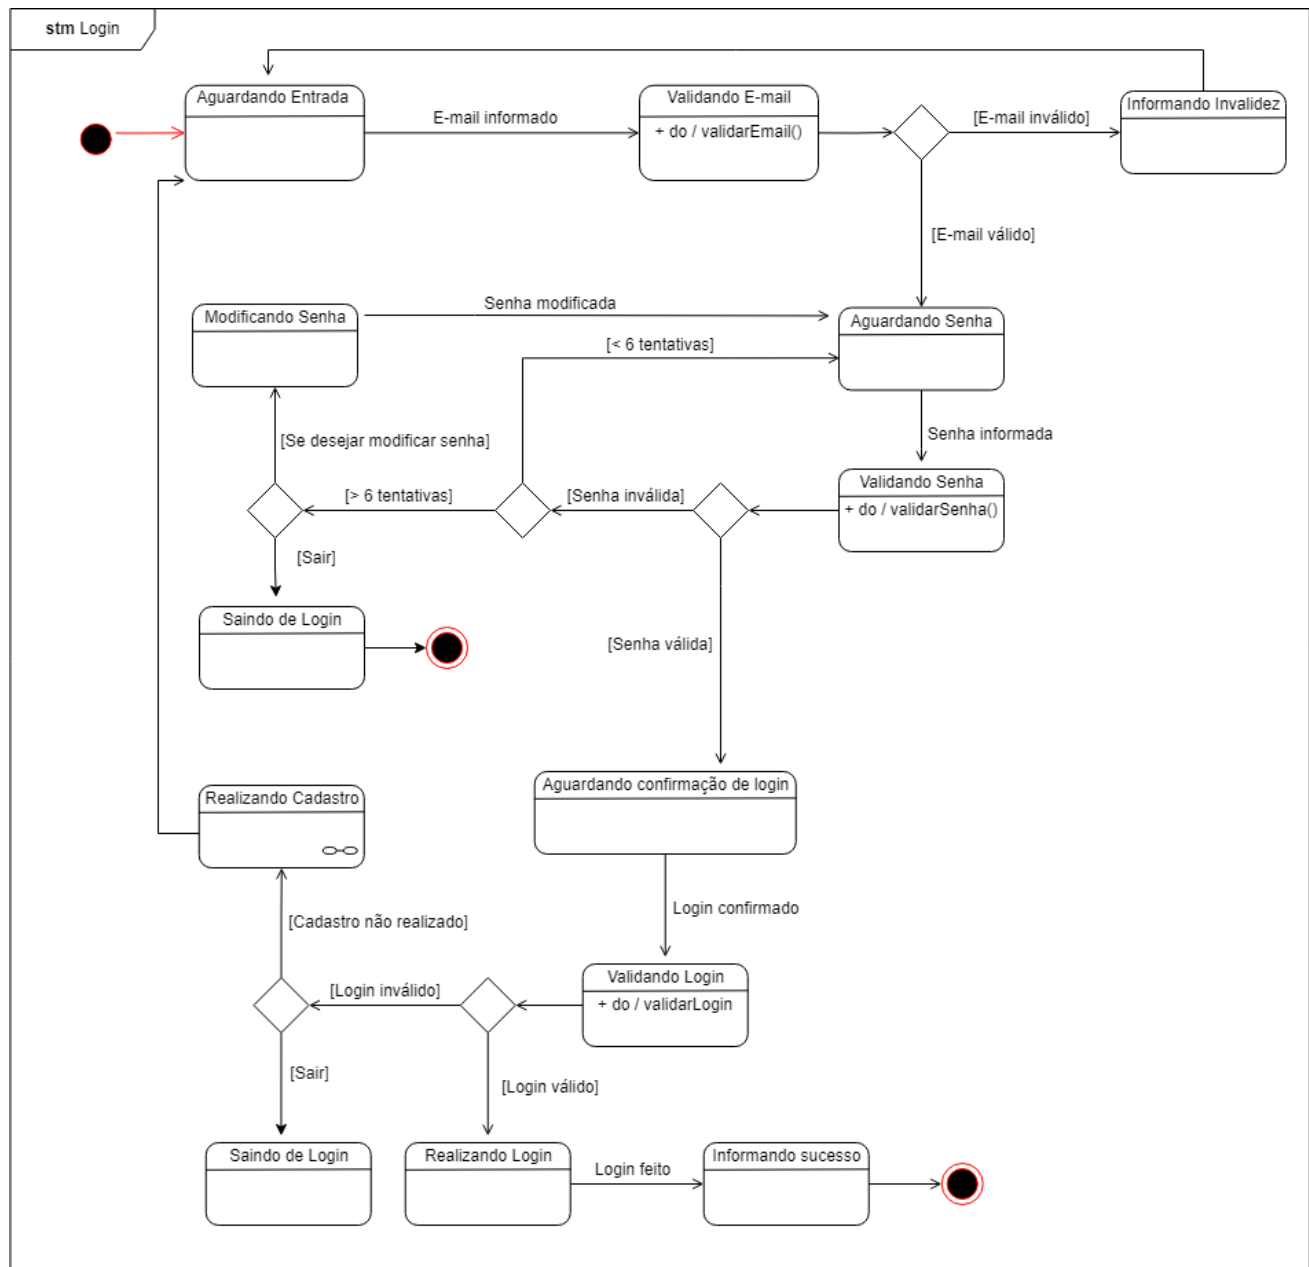 stm Login
Aguardando Entrada
E-mail informado
Validando E-mail
+ do / validarEmail()
[E-mail inválido]
Informando Invalidez
[E-mail válido]
Modificando Senha
Senha modificada
Aguardando Senha
[< 6 tentativas]
[Se desejar modificar senha]
Senha informada
[> 6 tentativas]
[Senha inválida]
Validando Senha
+ do / validarSenha()
[Sair]
Saindo de Login
[Senha válida]
Realizando Cadastro
Aguardando confirmação de login
[Cadastro não realizado]
Login confirmado
[Login inválido]
Validando Login
+ do / validarLogin
[Sair]
[Login válido]
Saindo de Login
Realizando Login
Login feito
Informando sucesso